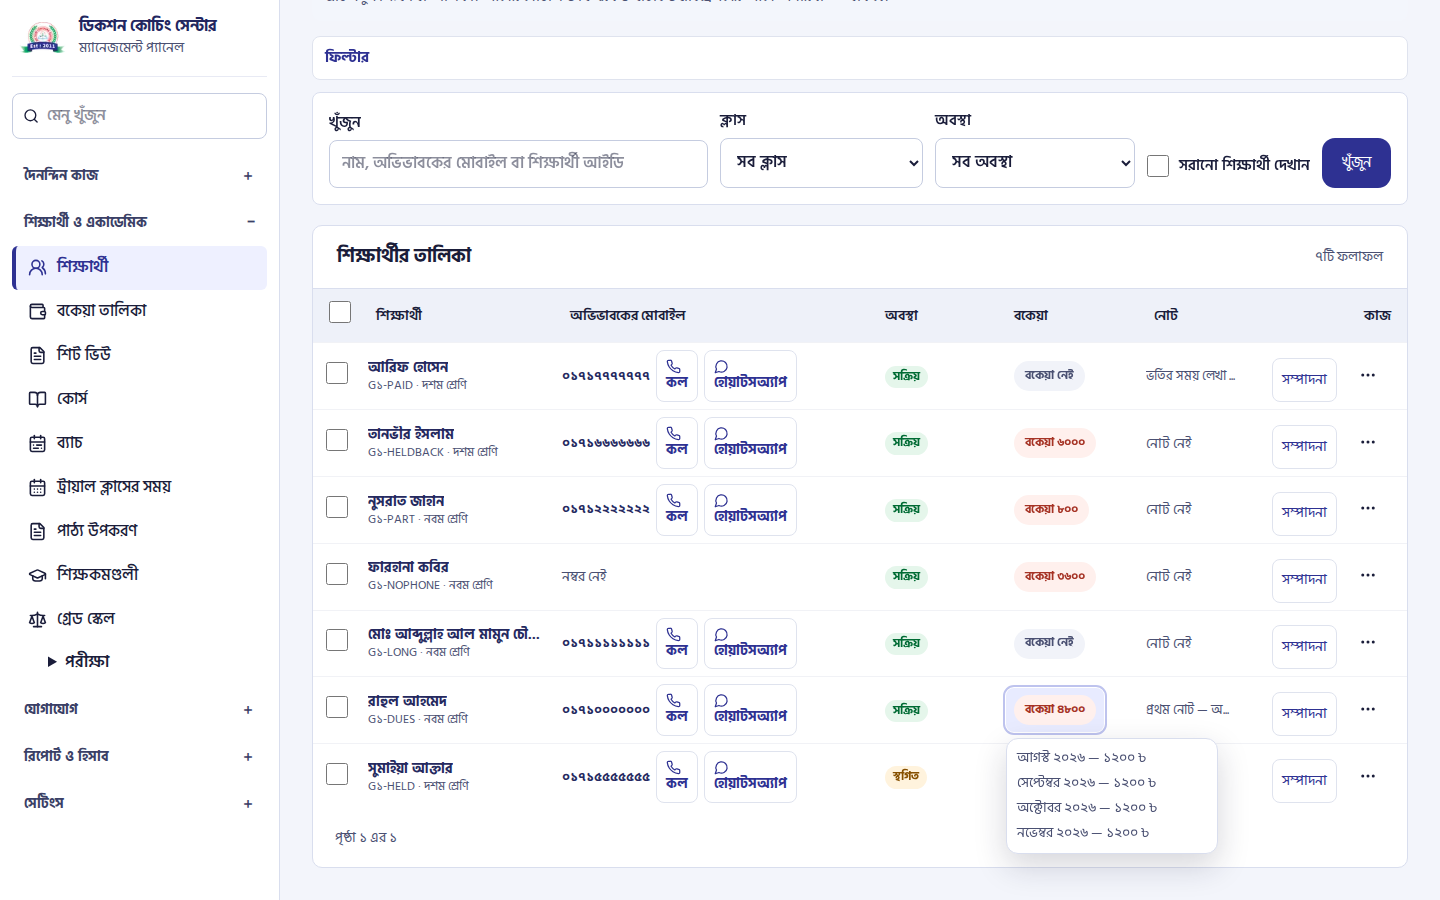 ডিকশন কোচিং সেন্টার
ম্যানেজমেন্ট প্যানেল
Est : 2011
মেনু খুঁজুন
দৈনন্দিন কাজ +
শিক্ষার্থী ও একাডেমিক −
শিক্ষার্থী
বকেয়া তালিকা
শিট ভিউ
কোর্স
ব্যাচ
ট্রায়াল ক্লাসের সময়
পাঠ্য উপকরণ
শিক্ষকমণ্ডলী
গ্রেড স্কেল
পরীক্ষা
যোগাযোগ +
রিপোর্ট ও হিসাব +
সেটিংস +
ফিল্টার
খুঁজুন ক্লাস অবস্থা
নাম, অভিভাবকের মোবাইল বা শিক্ষার্থী আইডি সব ক্লাস সব অবস্থা সরানো শিক্ষার্থী দেখান খুঁজুন
শিক্ষার্থীর তালিকা ৭টি ফলাফল
শিক্ষার্থী অভিভাবকের মোবাইল অবস্থা বকেয়া নোট কাজ
আরিফ হোসেন
G১-PAID · দশম শ্রেণি
০১৭১৭৭৭৭৭৭৭ কল হোয়াটসঅ্যাপ সক্রিয় বকেয়া নেই ভর্তির সময় লেখা ... সম্পাদনা ...
তানভীর ইসলাম
G১-HELDBACK · দশম শ্রেণি
০১৭১৬৬৬৬৬৬৬ কল হোয়াটসঅ্যাপ সক্রিয় বকেয়া ৬০০০ নোট নেই সম্পাদনা ...
নুসরাত জাহান
G১-PART · নবম শ্রেণি
০১৭১২২২২২২২ কল হোয়াটসঅ্যাপ সক্রিয় বকেয়া ৮০০ নোট নেই সম্পাদনা ...
ফারহানা কবির
G১-NOPHONE · নবম শ্রেণি
নম্বর নেই সক্রিয় বকেয়া ৩৬০০ নোট নেই সম্পাদনা ...
মোঃ আব্দুল্লাহ আল মামুন চৌ...
G১-LONG · নবম শ্রেণি
০১৭১১১১১১১১ কল হোয়াটসঅ্যাপ সক্রিয় বকেয়া নেই নোট নেই সম্পাদনা ...
রাহুল আহমেদ
G১-DUES · নবম শ্রেণি
০১৭১০০০০০০০ কল হোয়াটসঅ্যাপ সক্রিয় বকেয়া ৪৮০০ প্রথম নোট — অ... সম্পাদনা ...
সুমাইয়া আক্তার
G১-HELD · দশম শ্রেণি
০১৭১৫৫৫৫৫৫৫ কল হোয়াটসঅ্যাপ স্থগিত সম্পাদনা ...
আগস্ট ২০২৬ — ১২০০ ৳
সেপ্টেম্বর ২০২৬ — ১২০০ ৳
অক্টোবর ২০২৬ — ১২০০ ৳
নভেম্বর ২০২৬ — ১২০০ ৳
পৃষ্ঠা ১ এর ১